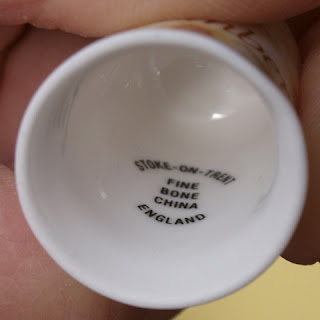 STOKE-ON-TRENT
FINE
BONE
CHINA
ENGLAND